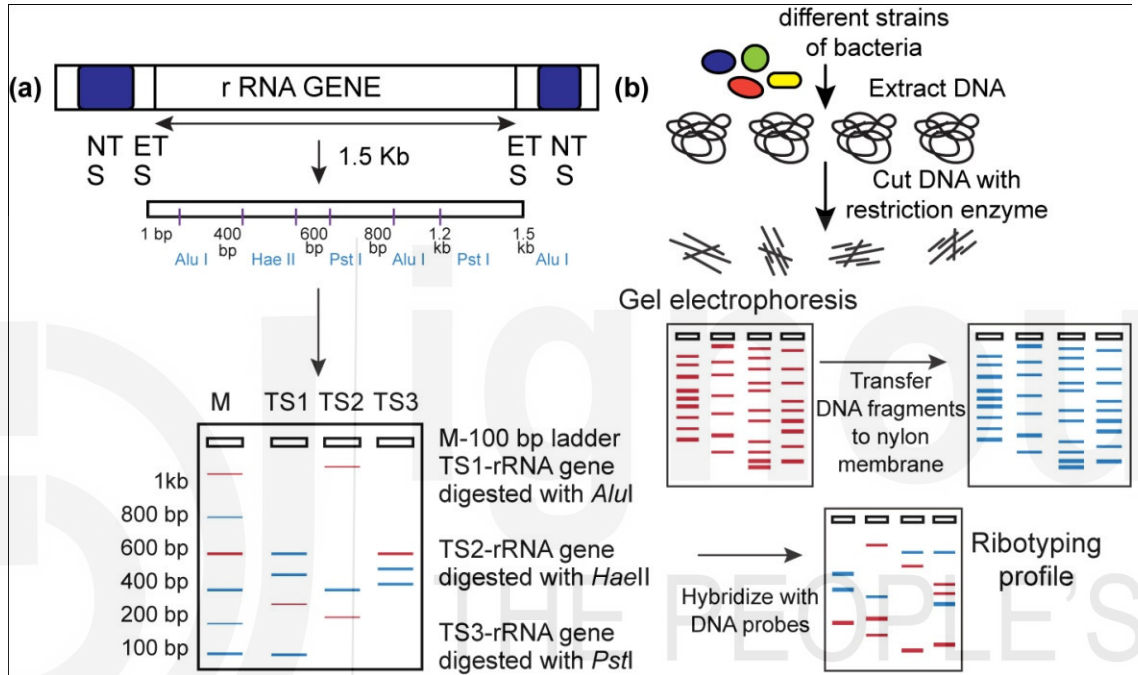 (a)
r RNA GENE
NT
S
ET
S
ET
S
NT
S
1.5 Kb
1 bp
400
bp
600
bp
800
bp
1.2
kb
1.5
kb
Alu I
Hae II
Pst I
Alu I
Pst I
Alu I
M TS1 TS2 TS3
1kb
800 bp
600 bp
400 bp
200 bp
100 bp
M-100 bp ladder
TS1-rRNA gene
digested with AluI
TS2-rRNA gene
digested with HaeII
TS3-rRNA gene
digested with PstI
(b)
different strains
of bacteria
Extract DNA
Cut DNA with
restriction enzyme
Gel electrophoresis
Transfer
DNA fragments
to nylon
membrane
Hybridize with
DNA probes
Ribotyping
profile
ignou
THE PEOPLE'S